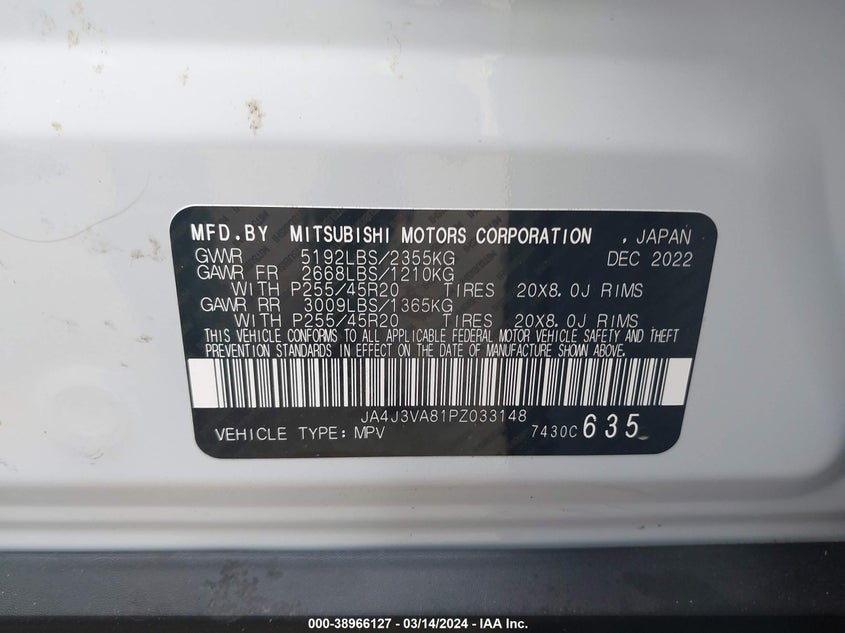 MFD.BY MITSUBISHI MOTORS CORPORATION , JAPAN
GVWR 5192LBS/2355KG DEC 2022
GAWR FR 2668LBS/1210KG
WITH P255/45R20 TIRES 20X8.0J RIMS
GAWR RR 3009LBS/1365KG
WITH P255/45R20 TIRES 20X8.0J RIMS
THIS VEHICLE CONFORMS TO ALL APPLICABLE FEDERAL MOTOR VEHICLE SAFETY AND THEFT
PREVENTION STANDARDS IN EFFECT ON THE DATE OF MANUFACTURE SHOWN ABOVE.
JA4J3VA81PZ033148
VEHICLE TYPE: MPV 7430C 635
000-38966127 - 03/14/2024 - IAA Inc.